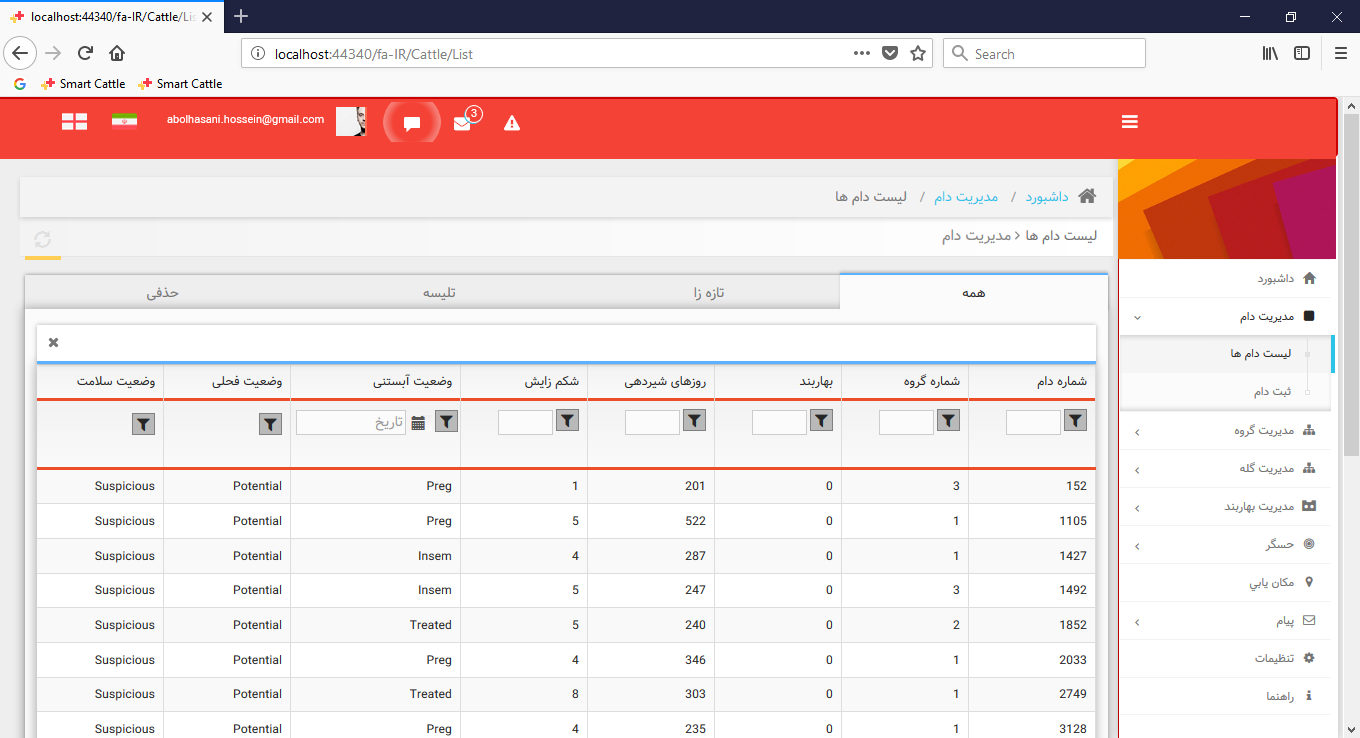 localhost:44340/fa-IR/Cattle/Lis
localhost:44340/fa-IR/Cattle/List
Search
Smart Cattle
Smart Cattle
abolhasani.hossein@gmail.com
3
داشبورد / مدیریت دام / لیست دام ها
لیست دام ها > مدیریت دام
همه
تازه زا
تلیسه
حذفی
شماره دام شماره گروه بهاربند روزهای شیردهی شکم زایش وضعیت آبستنی وضعیت فحلی وضعیت سلامت
تاریخ
152 3 0 201 1 Preg Potential Suspicious
1105 1 0 522 5 Preg Potential Suspicious
1427 1 0 287 4 Insem Potential Suspicious
1492 3 0 247 5 Insem Potential Suspicious
1852 2 0 240 5 Treated Potential Suspicious
2033 1 0 346 4 Preg Potential Suspicious
2749 1 0 303 8 Treated Potential Suspicious
3128 1 0 235 4 Preg Potential Suspicious
داشبورد
مدیریت دام
لیست دام ها
ثبت دام
مدیریت گروه
مدیریت گله
مدیریت بهاربند
حسگر
مکان يابي
پیام
تنظیمات
راهنما